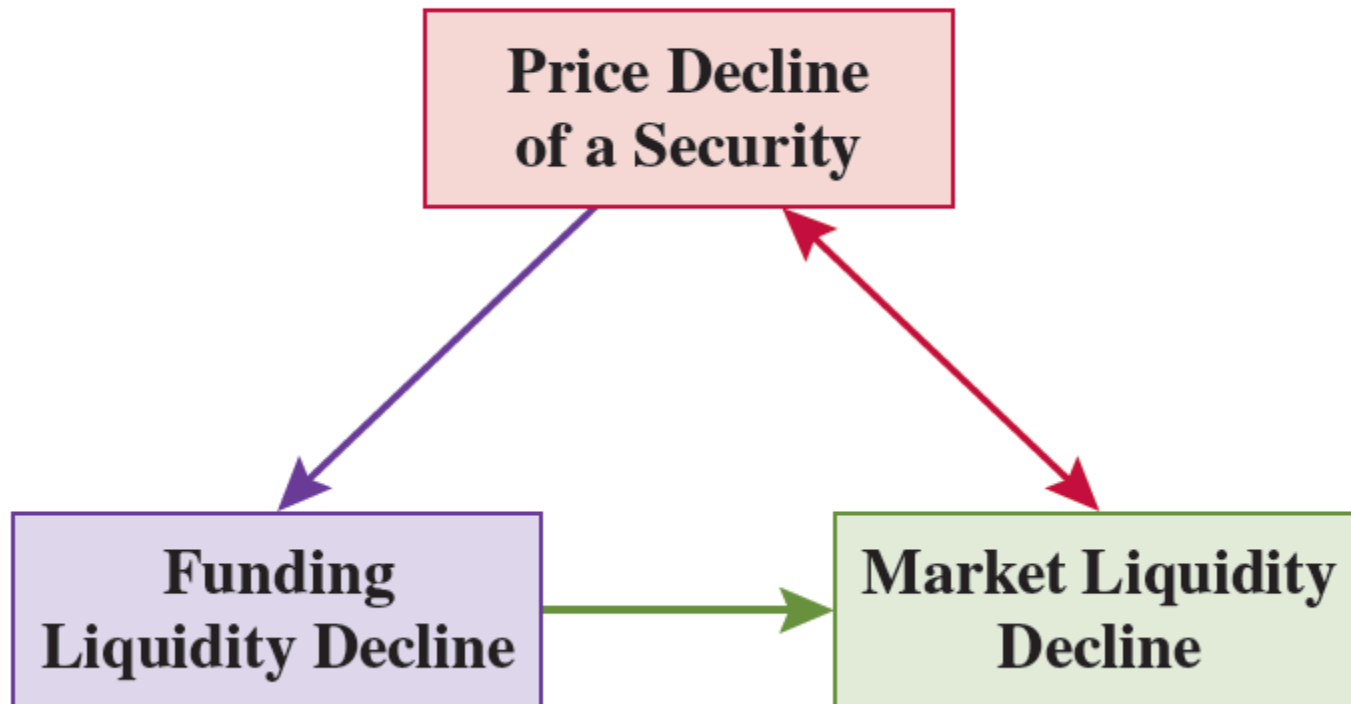 Price Decline
of a Security
Funding
Liquidity Decline
Market Liquidity
Decline